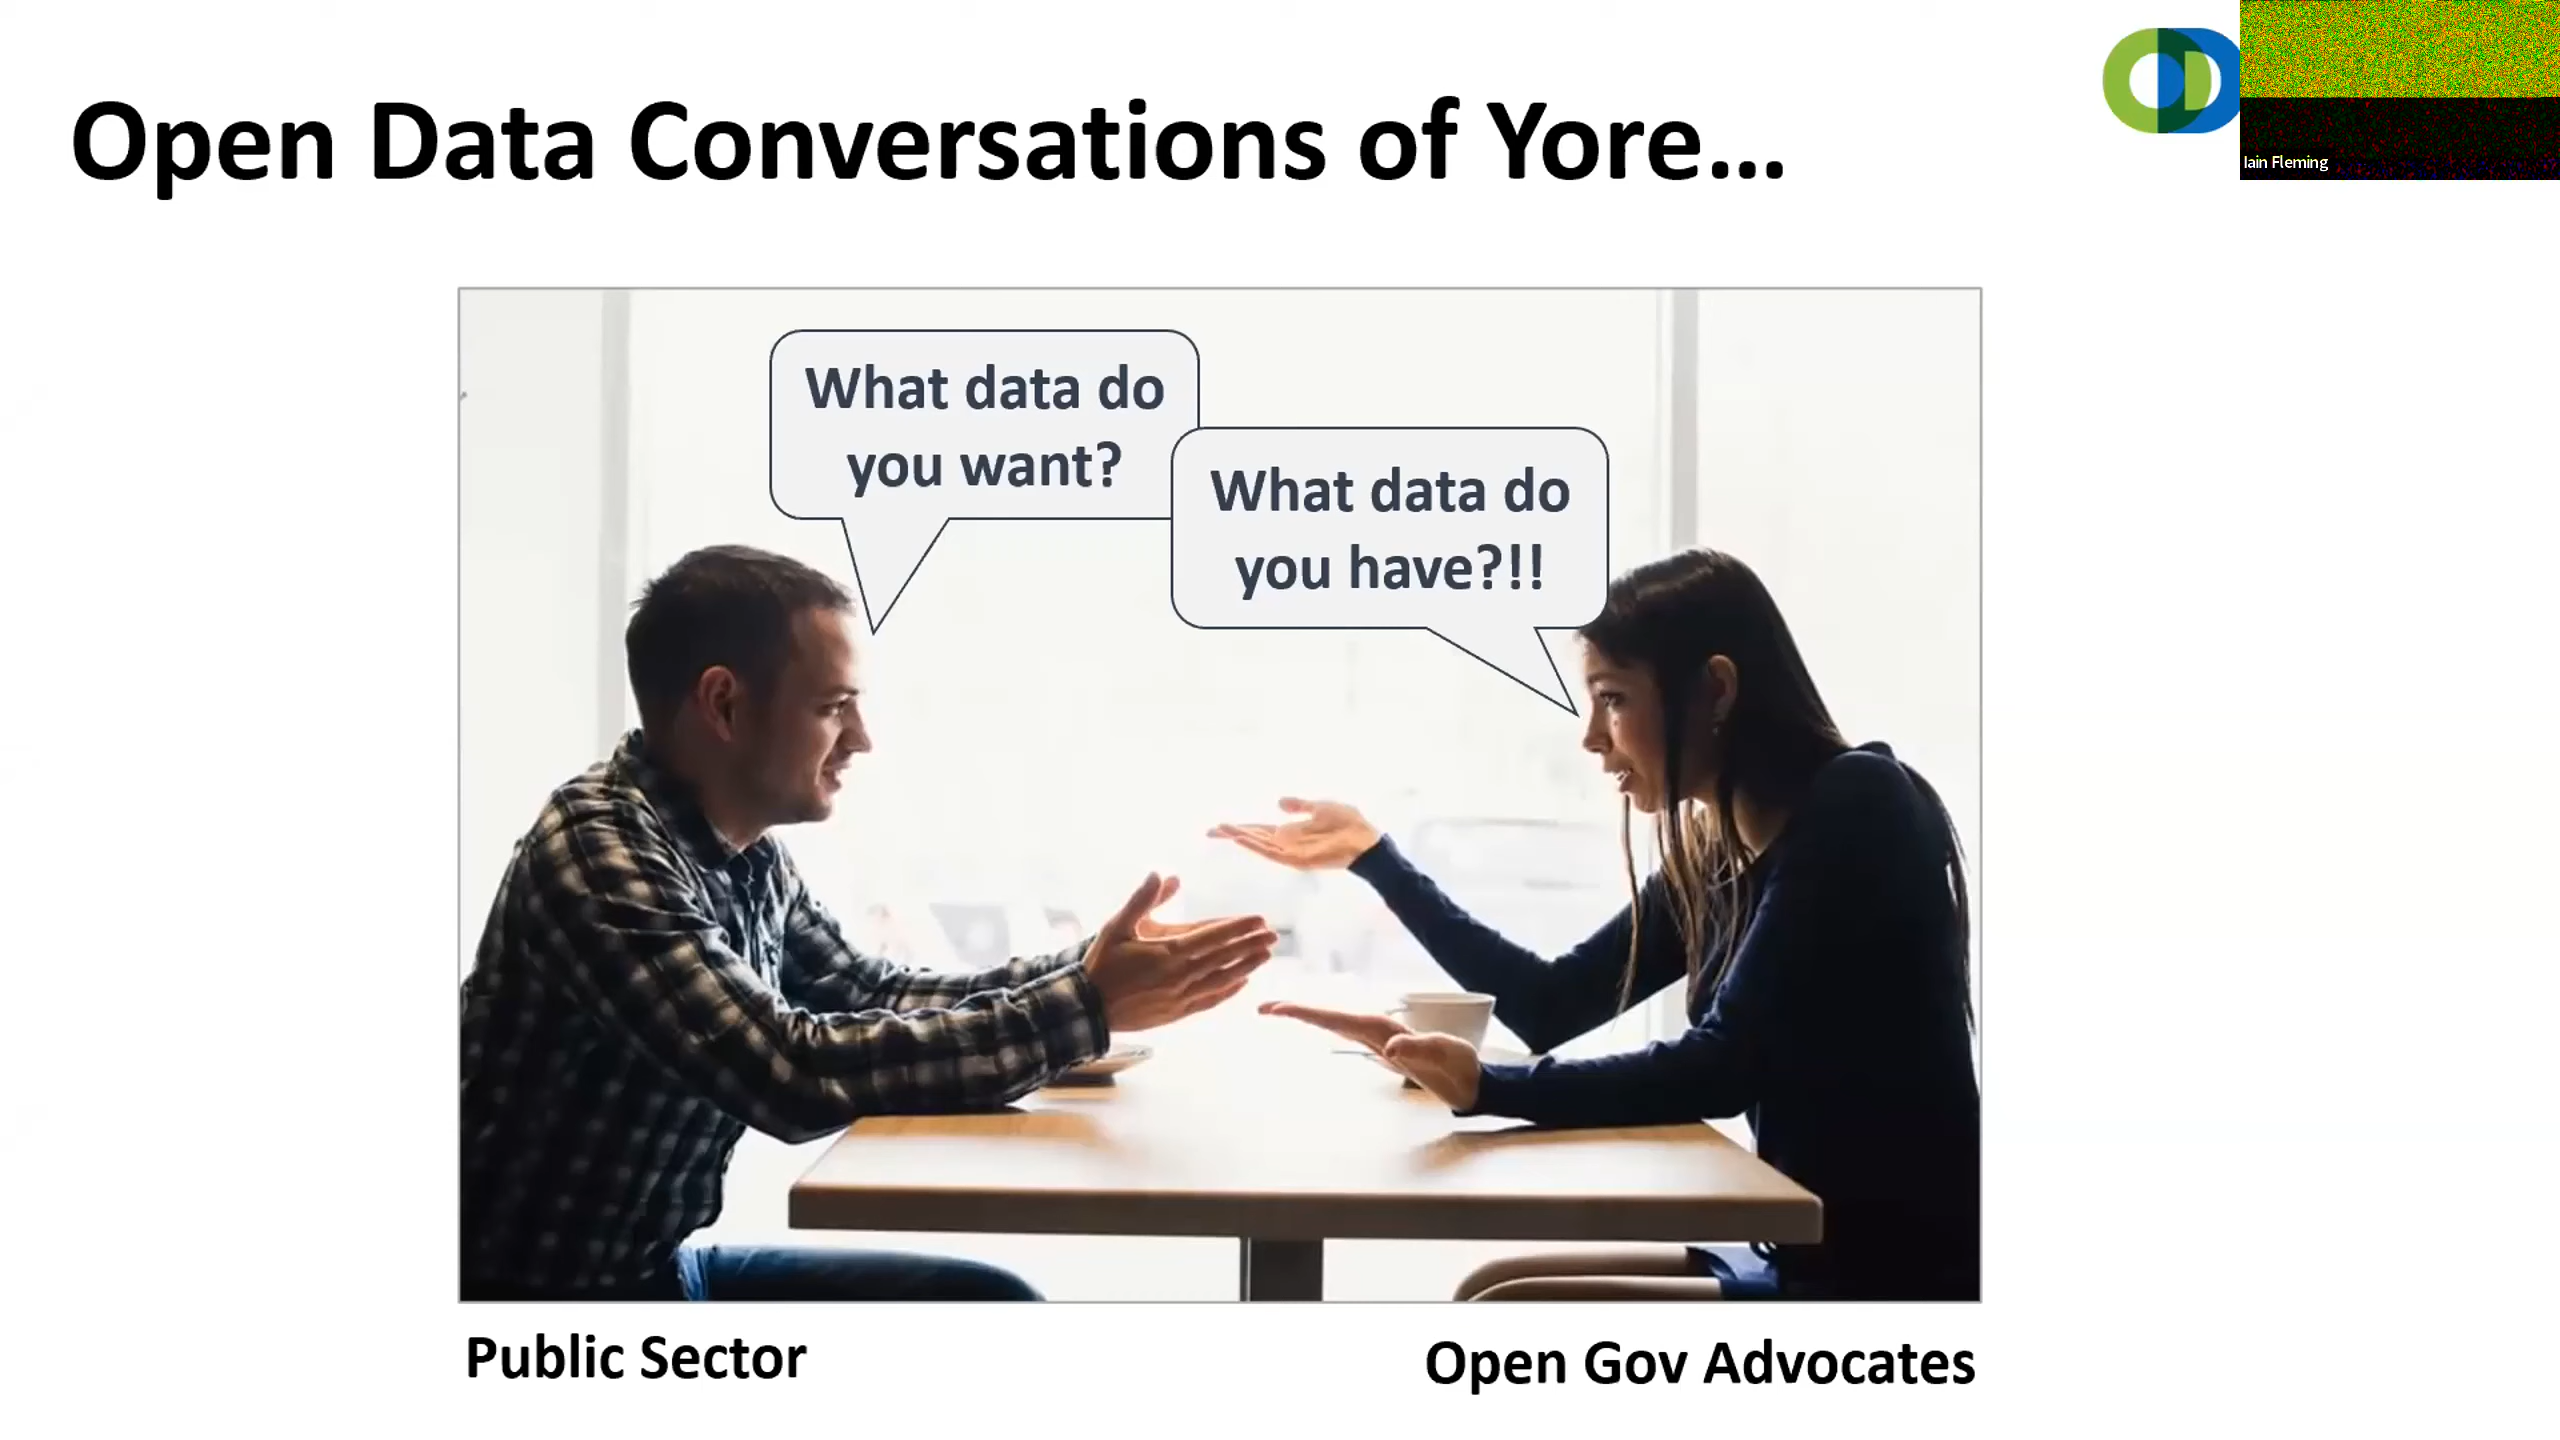 Open Data Conversations of Yore...
Iain Fleming
What data do
you want?
What data do
you have?!!
Public Sector
Open Gov Advocates